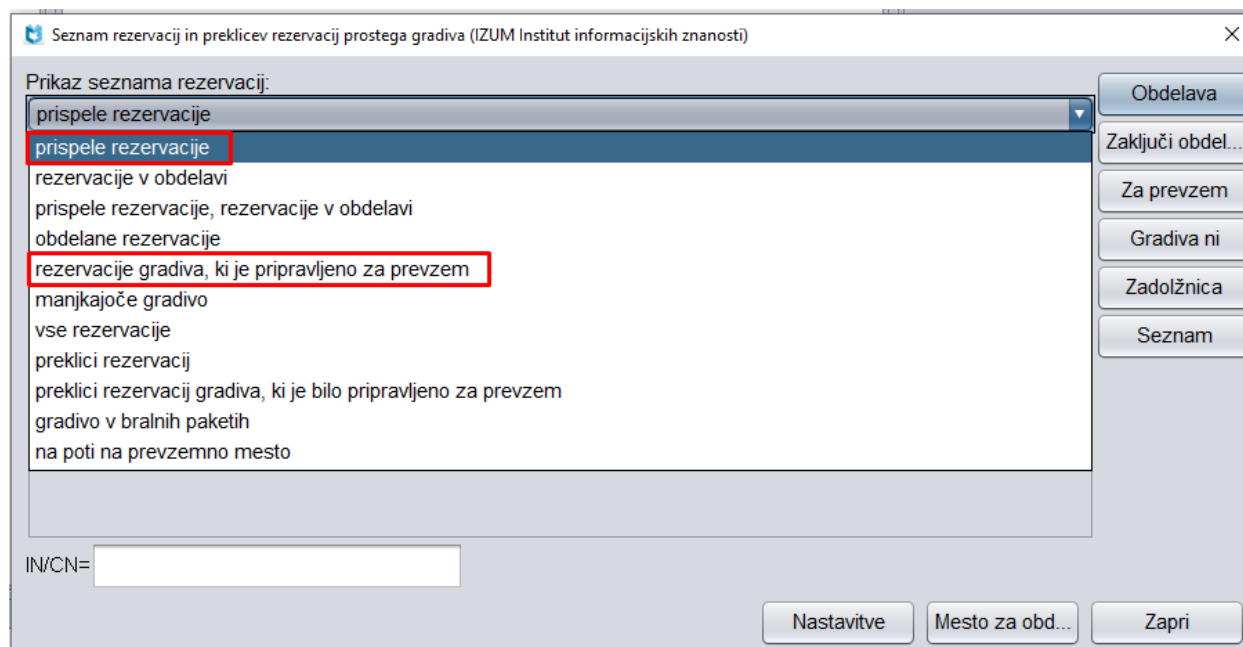 Seznam rezervacij in preklicev rezervacij prostega gradiva (IZUM Institut informacijskih znanosti)
Prikaz seznama rezervacij:
prispele rezervacije
prispele rezervacije
rezervacije v obdelavi
prispele rezervacije, rezervacije v obdelavi
obdelane rezervacije
rezervacije gradiva, ki je pripravljeno za prevzem
manjkajoče gradivo
vse rezervacije
preklici rezervacij
preklici rezervacij gradiva, ki je bilo pripravljeno za prevzem
gradivo v bralnih paketih
na poti na prevzemno mesto
Obdelava
Zaključi obdel...
Za prevzem
Gradiva ni
Zadolžnica
Seznam
IN/CN=
Nastavitve
Mesto za obd...
Zapri